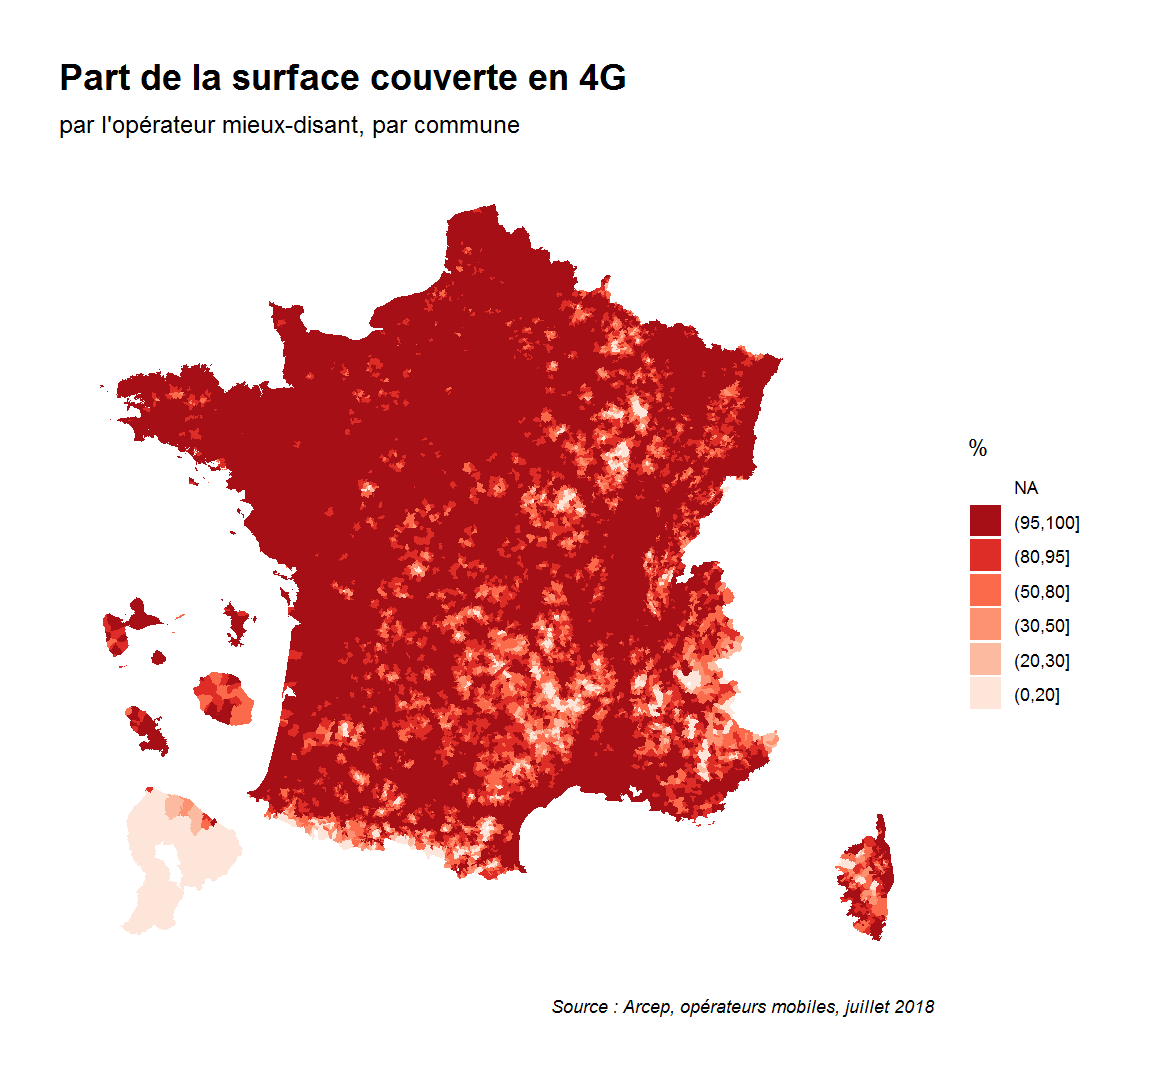 Part de la surface couverte en 4G
par l'opérateur mieux-disant, par commune
%
NA
(95,100]
(80,95]
(50,80]
(30,50]
(20,30]
(0,20]
Source : Arcep, opérateurs mobiles, juillet 2018